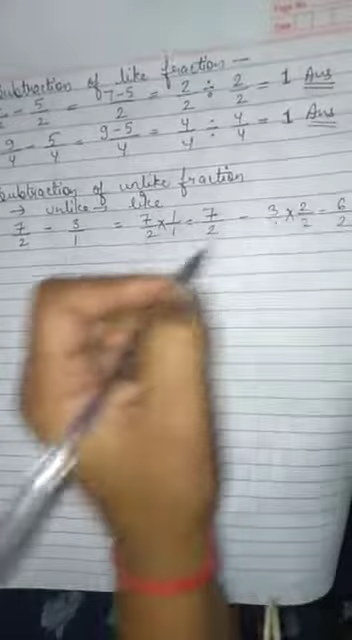 Subtraction of like fraction —
- 5/2 = 7-5/2 = 2/2 ÷ 2/2 = 1 Ans
9/4 - 5/4 = 9-5/4 = 4/4 ÷ 4/4 = 1 Ans
Subtraction of unlike fraction
→ unlike → like
7/2 - 3/1 = 7/2 × 1/1 = 7/2 - 3/1 × 2/2 = 6/2